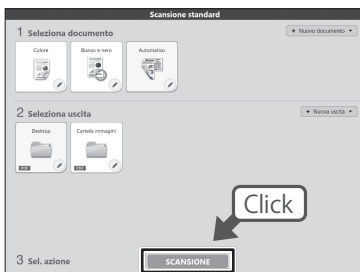 Scansione standard
1 Seleziona documento
+ Nuovo documento
Colore
Bianco e nero
Automatico
2 Seleziona uscita
+ Nuova uscita
Desktop
Cartella immagini
PDF
PDF
Click
3 Sel. azione
SCANSIONE